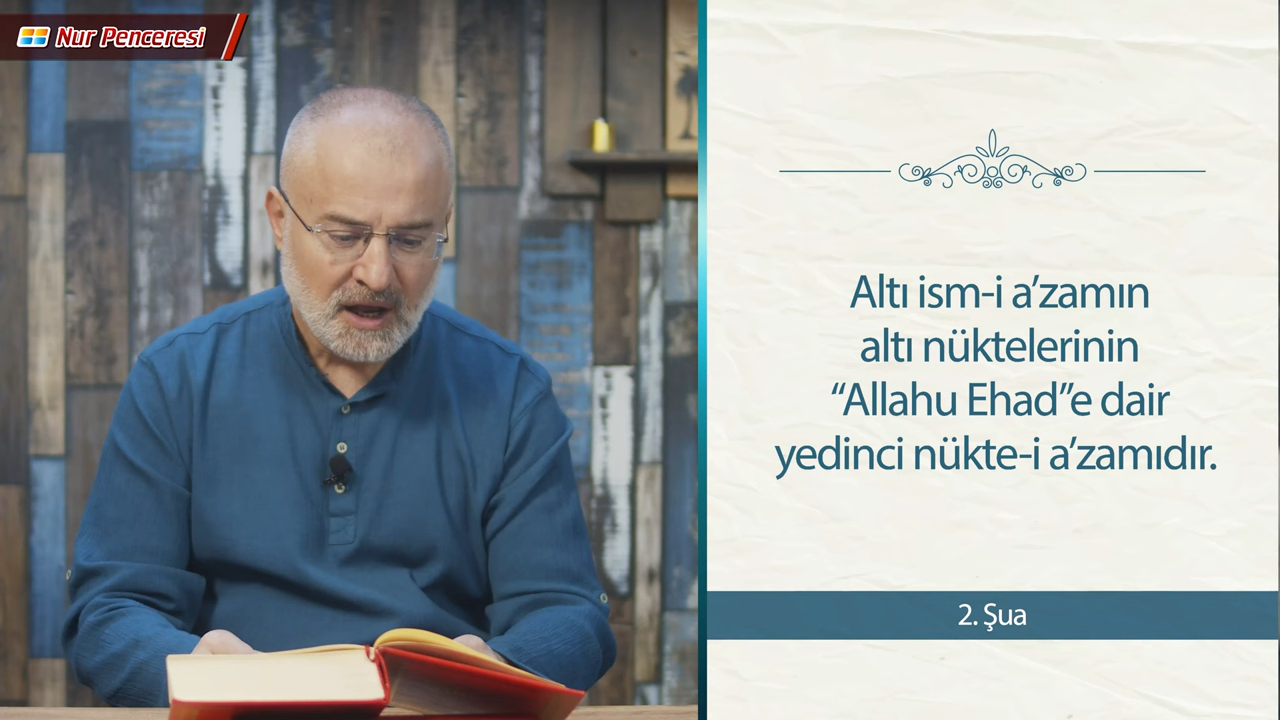 Nur Penceresi
Altı ism-i a’zamın
altı nüktelerinin
“Allahu Ehad”e dair
yedinci nükte-i a’zamıdır.
2. Şua